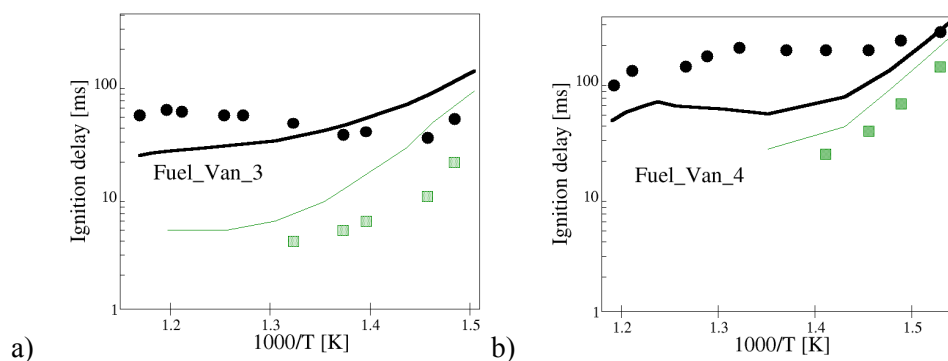 Ignition delay [ms]
100
10
1
Fuel_Van_3
1.2
1.3
1.4
1.5
1000/T [K]
a)
Ignition delay [ms]
100
10
1
Fuel_Van_4
1.2
1.3
1.4
1.5
1000/T [K]
b)